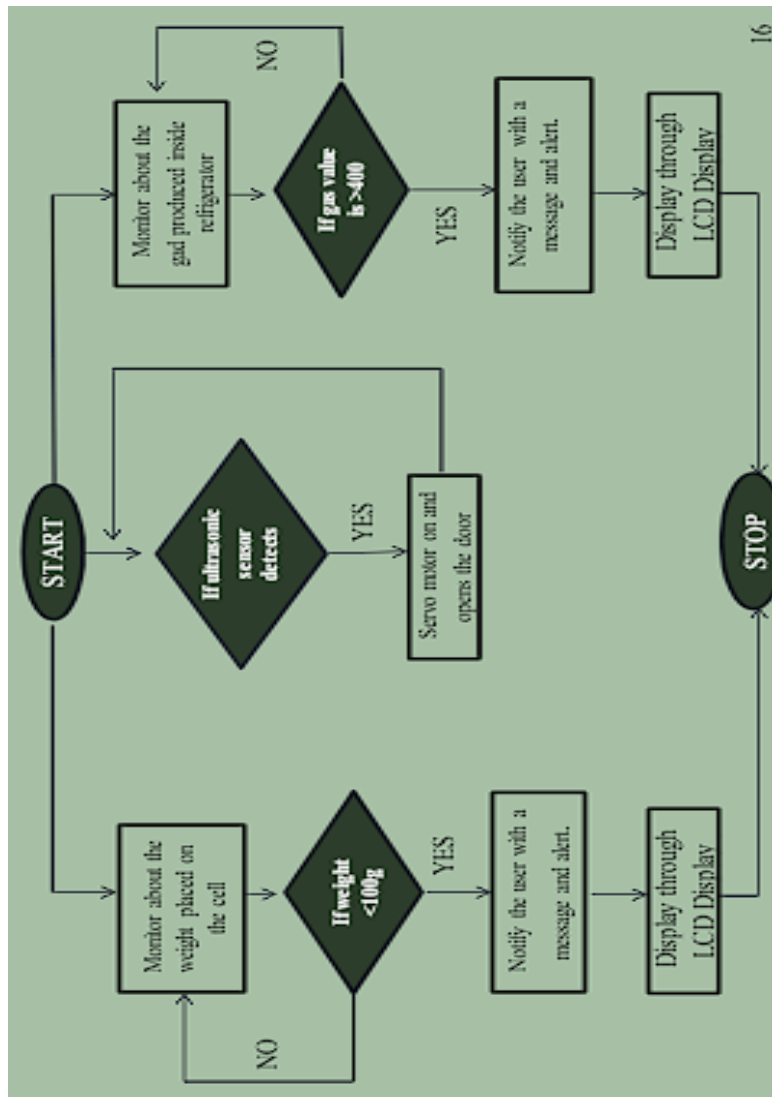 START
Monitor about the
weight placed on
the cell
If weight
<100g
NO
YES
Notify the user with a
message and alert.
Display through
LCD Display
If ultrasonic
sensor
detects
YES
Servo motor on and
opens the door
Monitor about the
gad produced inside
refrigerator
If gas value
is >400
NO
YES
Notify the user with a
message and alert.
Display through
LCD Display
STOP
16